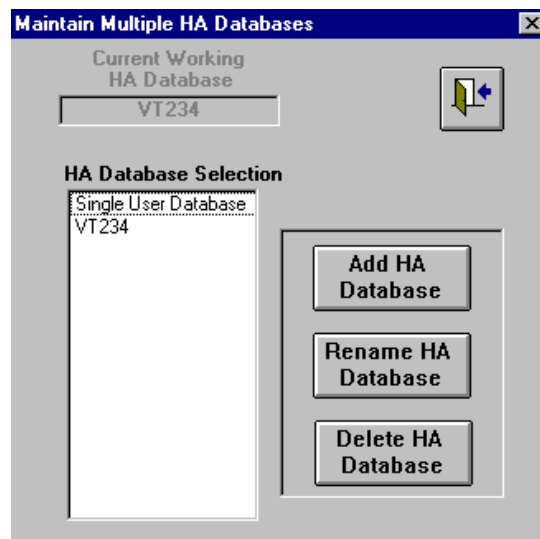 Maintain Multiple HA Databases
Current Working
HA Database
VT234
HA Database Selection
Single User Database
VT234
Add HA
Database
Rename HA
Database
Delete HA
Database